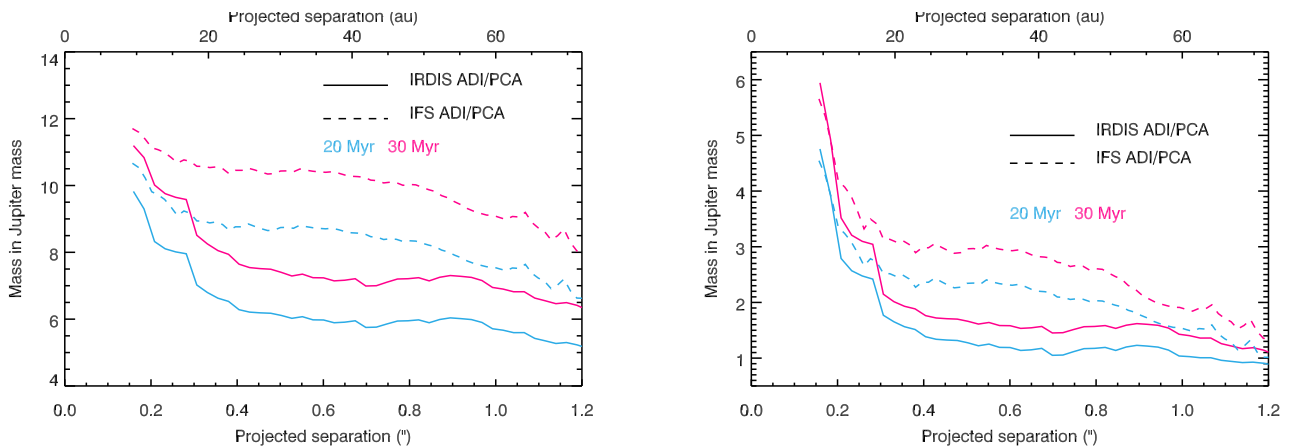 Projected separation (au)
0 20 40 60
14
12
10
8
6
4
Mass in Jupiter mass
IRDIS ADI/PCA
IFS ADI/PCA
20 Myr 30 Myr
0.0 0.2 0.4 0.6 0.8 1.0 1.2
Projected separation (")
Projected separation (au)
0 20 40 60
6
5
4
3
2
1
Mass in Jupiter mass
IRDIS ADI/PCA
IFS ADI/PCA
20 Myr 30 Myr
0.0 0.2 0.4 0.6 0.8 1.0 1.2
Projected separation (")